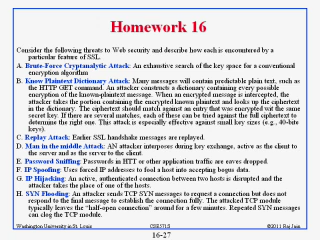 Homework 16
Consider the following threats to Web security and describe how each is encountered by a
particular feature of SSL.
A. Brute-Force Cryptanalytic Attack: An exhaustive search of the key space for a conventional
encryption algorithm
B. Know Plaintext Dictionary Attack: Many messages will contain predictable plain text, such as
the HTTP GET command. An attacker constructs a dictionary containing every possible
encryption of the known-plaintext message. When an encrypted message is intercepted, the
attacker takes the portion containing the encrypted known plaintext and looks up the ciphertext
in the dictionary. The ciphertext should match against an entry that was encrypted wit the same
secret key. If there are several matches, each of these can be tried against the full ciphertext to
determine the right one. This attack is especially effective against small key sizes (e.g., 40-bit
keys).
C. Replay Attack: Earlier SSL handshake messages are replayed.
D. Man in the middle Attack: AN attacker interposes during key exchange, active as the client to
the server and as the server to the client.
E. Password Sniffing: Passwords in HTT or other application traffic are eaves dropped.
F. IP Spoofing: Uses forced IP addresses to fool a host into accepting bogus data.
G. IP Hijacking: An active, authenticated connection between two hosts is disrupted and the
attacker takes the place of one of the hosts.
H. SYN Flooding: An attacker sends TCP SYN messages to request a connection but does not
respond to the final message to establish the connection fully. The attacked TCP module
typically leaves the "half-open connection" around for a few minutes. Repeated SYN messages
can clog the TCP module.
Washington University in St. Louis CSE571S ©2011 Raj Jain
16-27